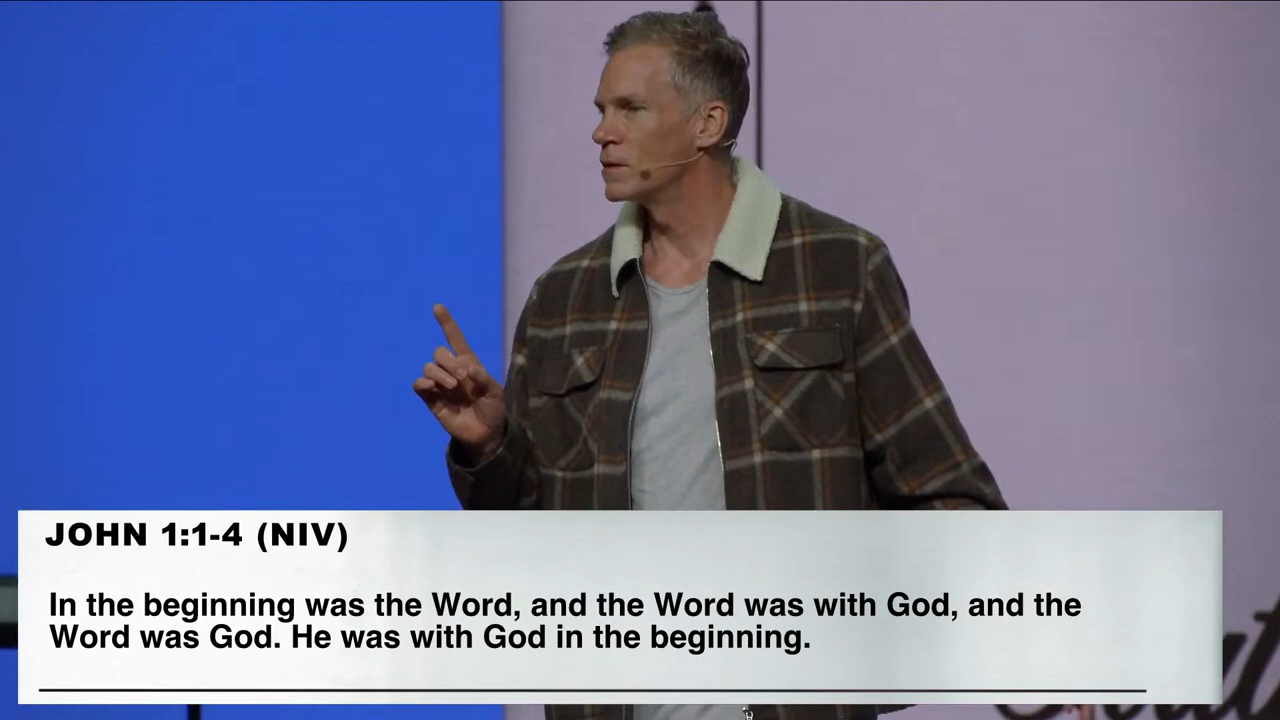 JOHN 1:1-4 (NIV)
In the beginning was the Word, and the Word was with God, and the
Word was God. He was with God in the beginning.